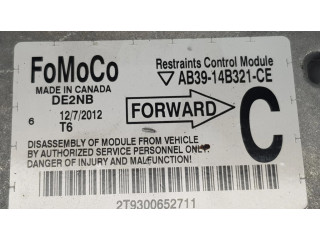 FoMoCo
MADE IN CANADA
DE2NB
6 12/7/2012
T6
Restraints Control Module
AB39-14B321-CE
FORWARD
C
DISASSEMBLY OF MODULE FROM VEHICLE
BY AUTHORIZED SERVICE PERSONNEL ONLY.
DANGER OF INJURY AND MALFUNCTION!
2T9300652711